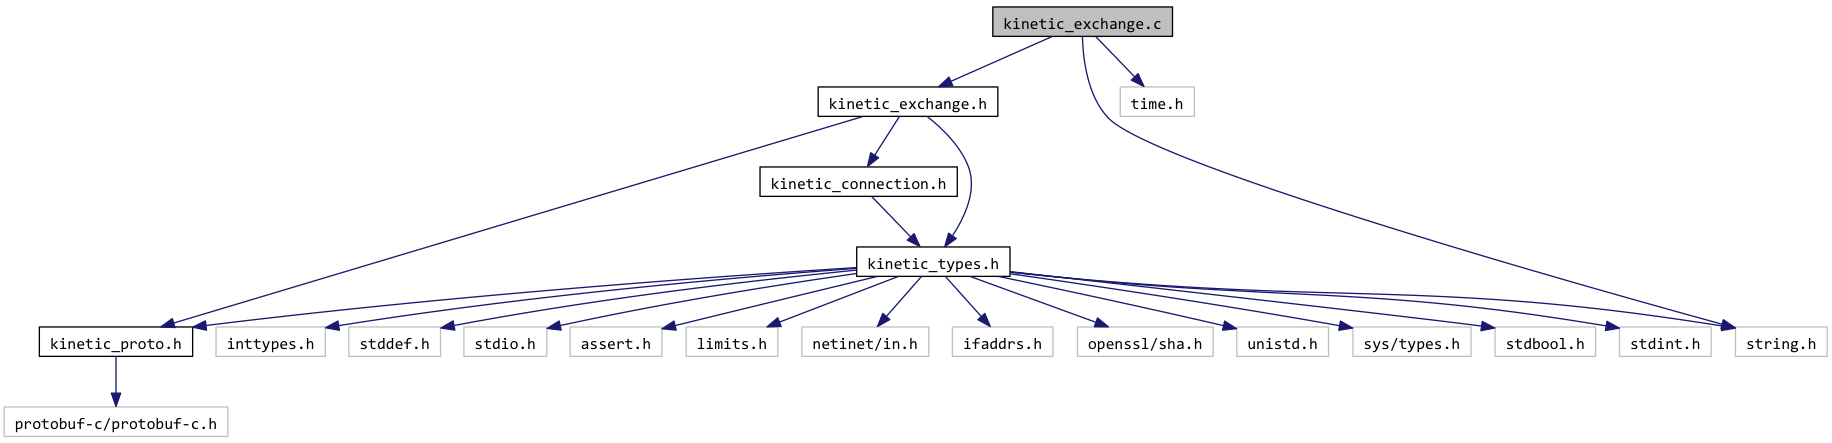 kinetic_exchange.c
kinetic_exchange.h
time.h
kinetic_connection.h
kinetic_types.h
kinetic_proto.h
inttypes.h
stddef.h
stdio.h
assert.h
limits.h
netinet/in.h
ifaddrs.h
openssl/sha.h
unistd.h
sys/types.h
stdbool.h
stdint.h
string.h
protobuf-c/protobuf-c.h